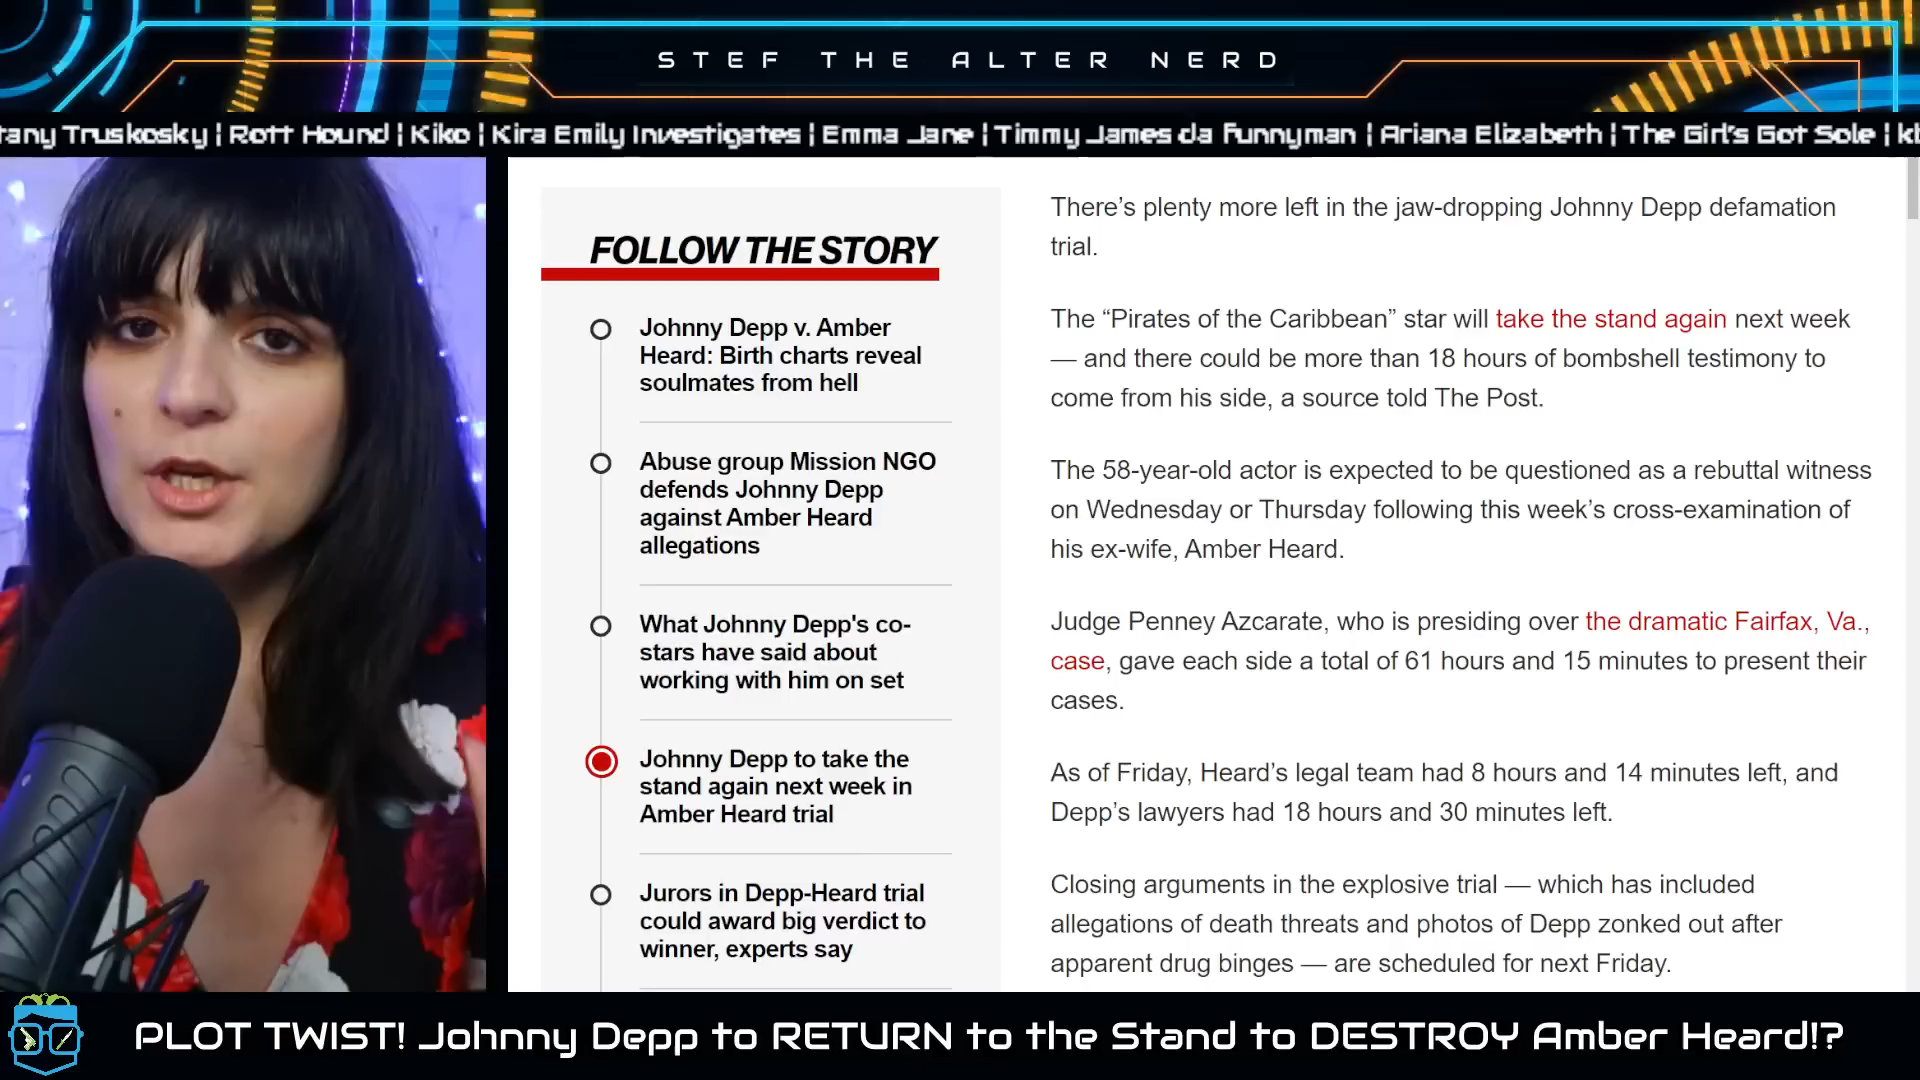 STEF THE ALTER NERD
tany Truskosky | Rott Hound | Kiko | Kira Emily Investigates | Emma Jane | Timmy James da Funnyman | Ariana Elizabeth | The Girl's Got Sole | kb
FOLLOW THE STORY
Johnny Depp v. Amber
Heard: Birth charts reveal
soulmates from hell
Abuse group Mission NGO
defends Johnny Depp
against Amber Heard
allegations
What Johnny Depp's co-
stars have said about
working with him on set
Johnny Depp to take the
stand again next week in
Amber Heard trial
Jurors in Depp-Heard trial
could award big verdict to
winner, experts say
There’s plenty more left in the jaw-dropping Johnny Depp defamation
trial.
The “Pirates of the Caribbean” star will take the stand again next week
— and there could be more than 18 hours of bombshell testimony to
come from his side, a source told The Post.
The 58-year-old actor is expected to be questioned as a rebuttal witness
on Wednesday or Thursday following this week’s cross-examination of
his ex-wife, Amber Heard.
Judge Penney Azcarate, who is presiding over the dramatic Fairfax, Va.,
case, gave each side a total of 61 hours and 15 minutes to present their
cases.
As of Friday, Heard’s legal team had 8 hours and 14 minutes left, and
Depp’s lawyers had 18 hours and 30 minutes left.
Closing arguments in the explosive trial — which has included
allegations of death threats and photos of Depp zonked out after
apparent drug binges — are scheduled for next Friday.
PLOT TWIST! Johnny Depp to RETURN to the Stand to DESTROY Amber Heard!?